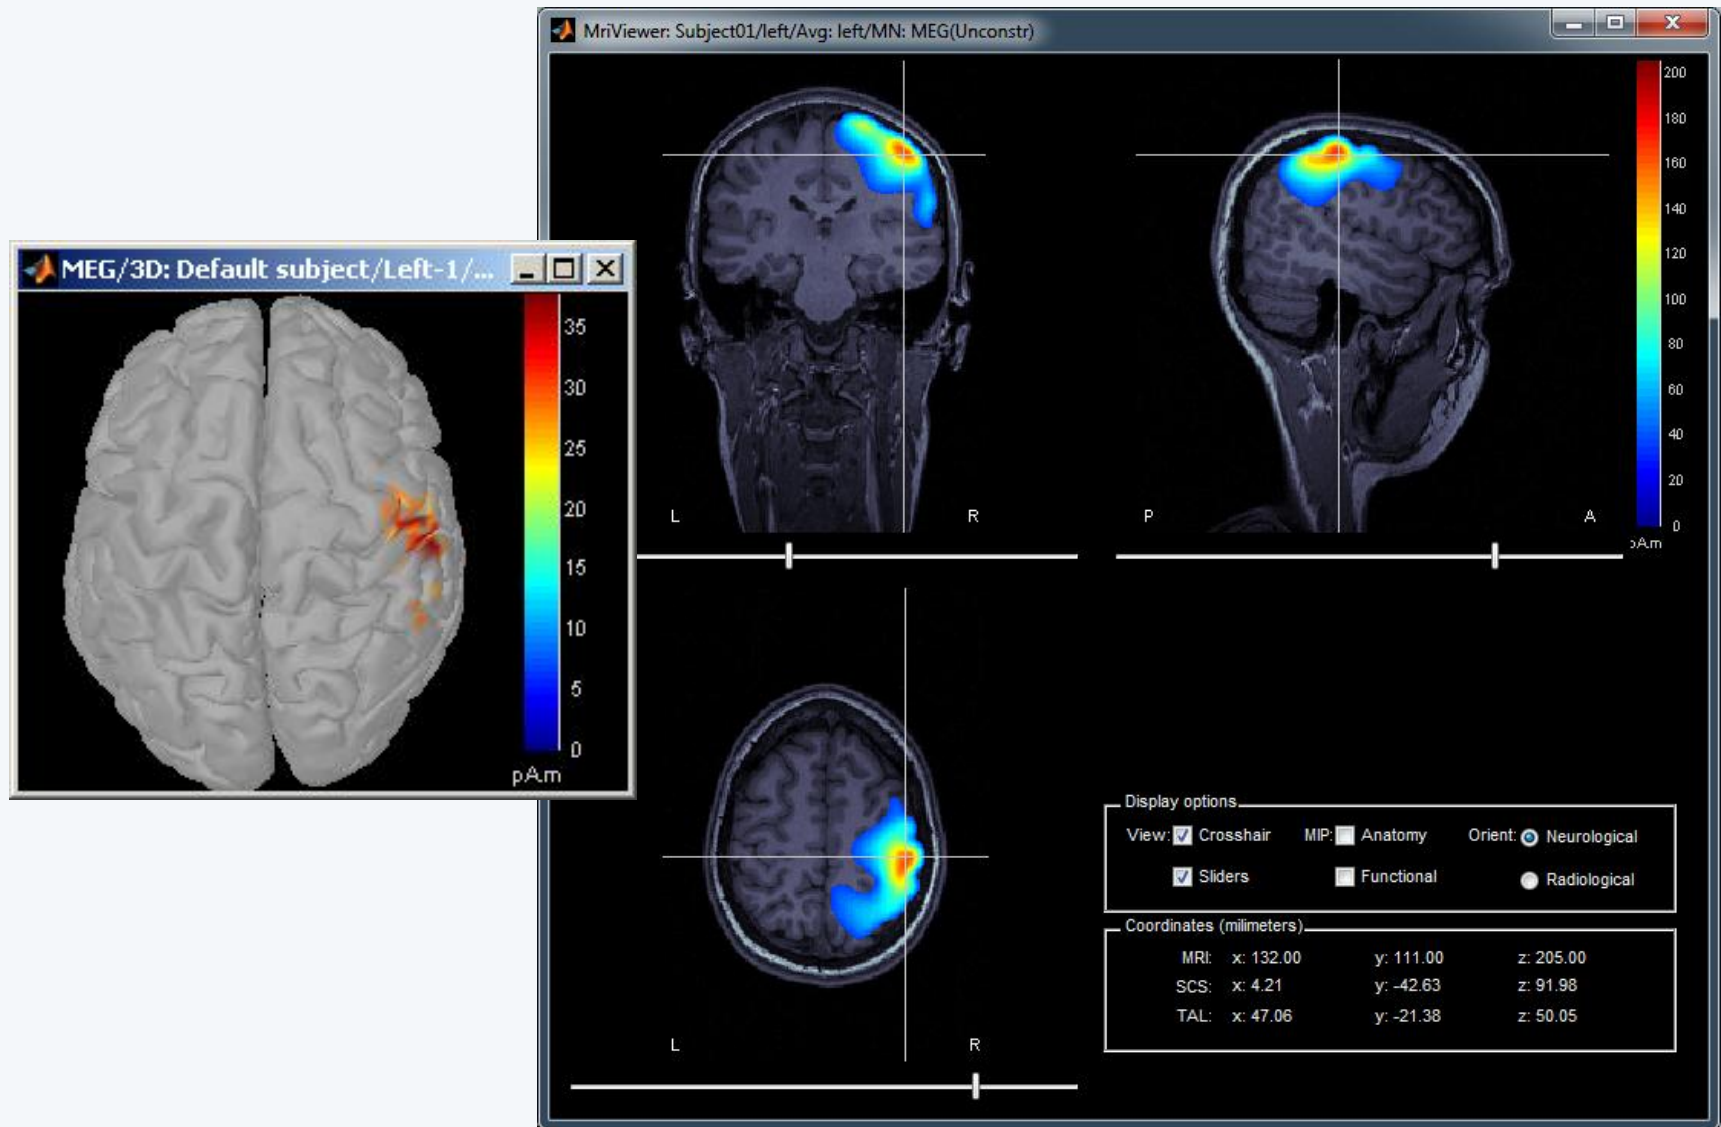 MriViewer: Subject01/left/Avg: left/MN: MEG(Unconstr)
200
180
160
140
120
100
80
60
40
20
0
L R
P A
MEG/3D: Default subject/Left-1/...
35
30
25
20
15
10
5
0
pA.m
L R
Display options
View: Crosshair MIP: Anatomy Orient: Neurological
Sliders Functional Radiological
Coordinates (milimeters)
MRI: x: 132.00 y: 111.00 z: 205.00
SCS: x: 4.21 y: -42.63 z: 91.98
TAL: x: 47.06 y: -21.38 z: 50.05